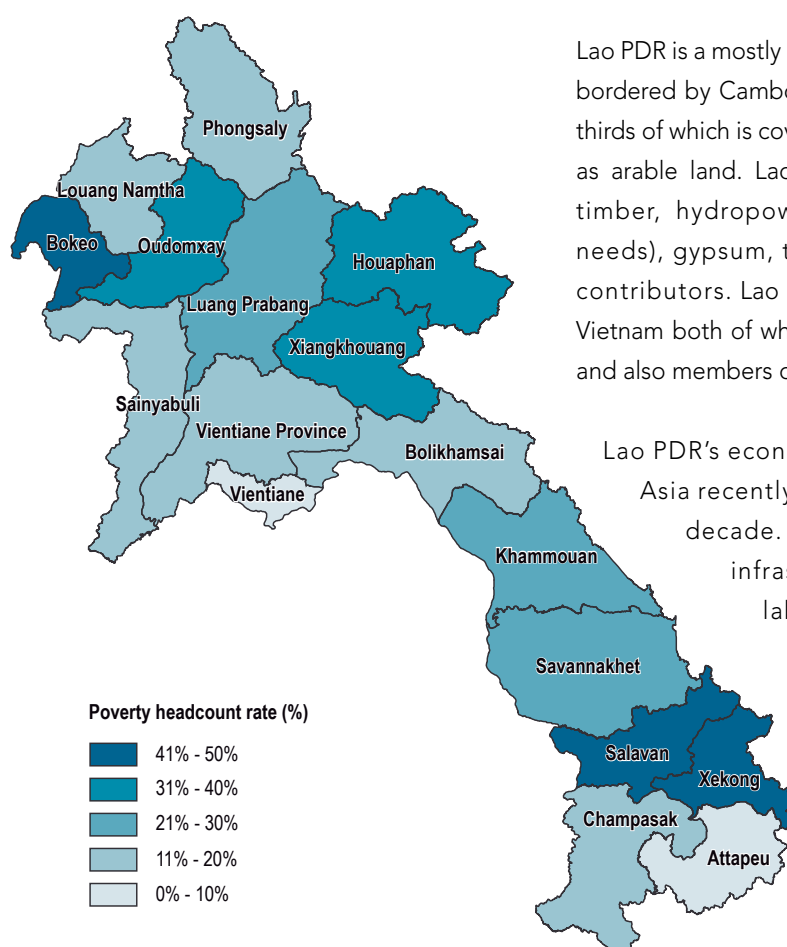 Phongsaly
Louang Namtha
Bokeo
Oudomxay
Houaphan
Luang Prabang
Xiangkhouang
Sainyabuli
Vientiane Province
Bolikhamsai
Vientiane
Khammouan
Savannakhet
Salavan
Xekong
Champasak
Attapeu
Poverty headcount rate (%)
41% - 50%
31% - 40%
21% - 30%
11% - 20%
0% - 10%
Lao PDR is a mostly
bordered by Cambo
thirds of which is cov
as arable land. Lao
timber, hydropow
needs), gypsum, t
contributors. Lao
Vietnam both of wh
and also members o
Lao PDR's econ
Asia recently
decade.
infras
lab